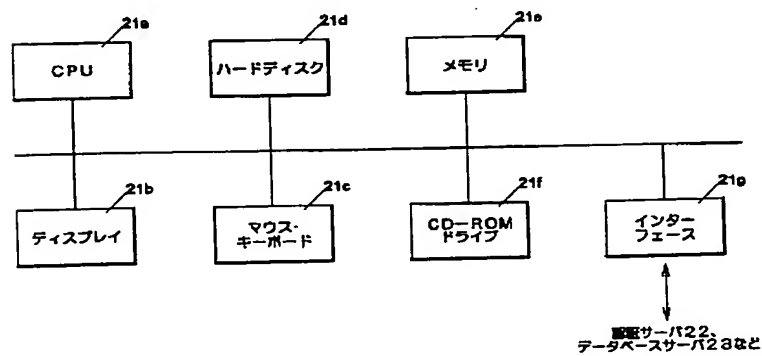 21a
21d
21e
CPU
ハードディスク
メモリ
21b
21c
21f
21g
ディスプレイ
マウス・
キーボード
CD-ROM
ドライブ
インター
フェース
サーバ22、
データベースサーバ23など